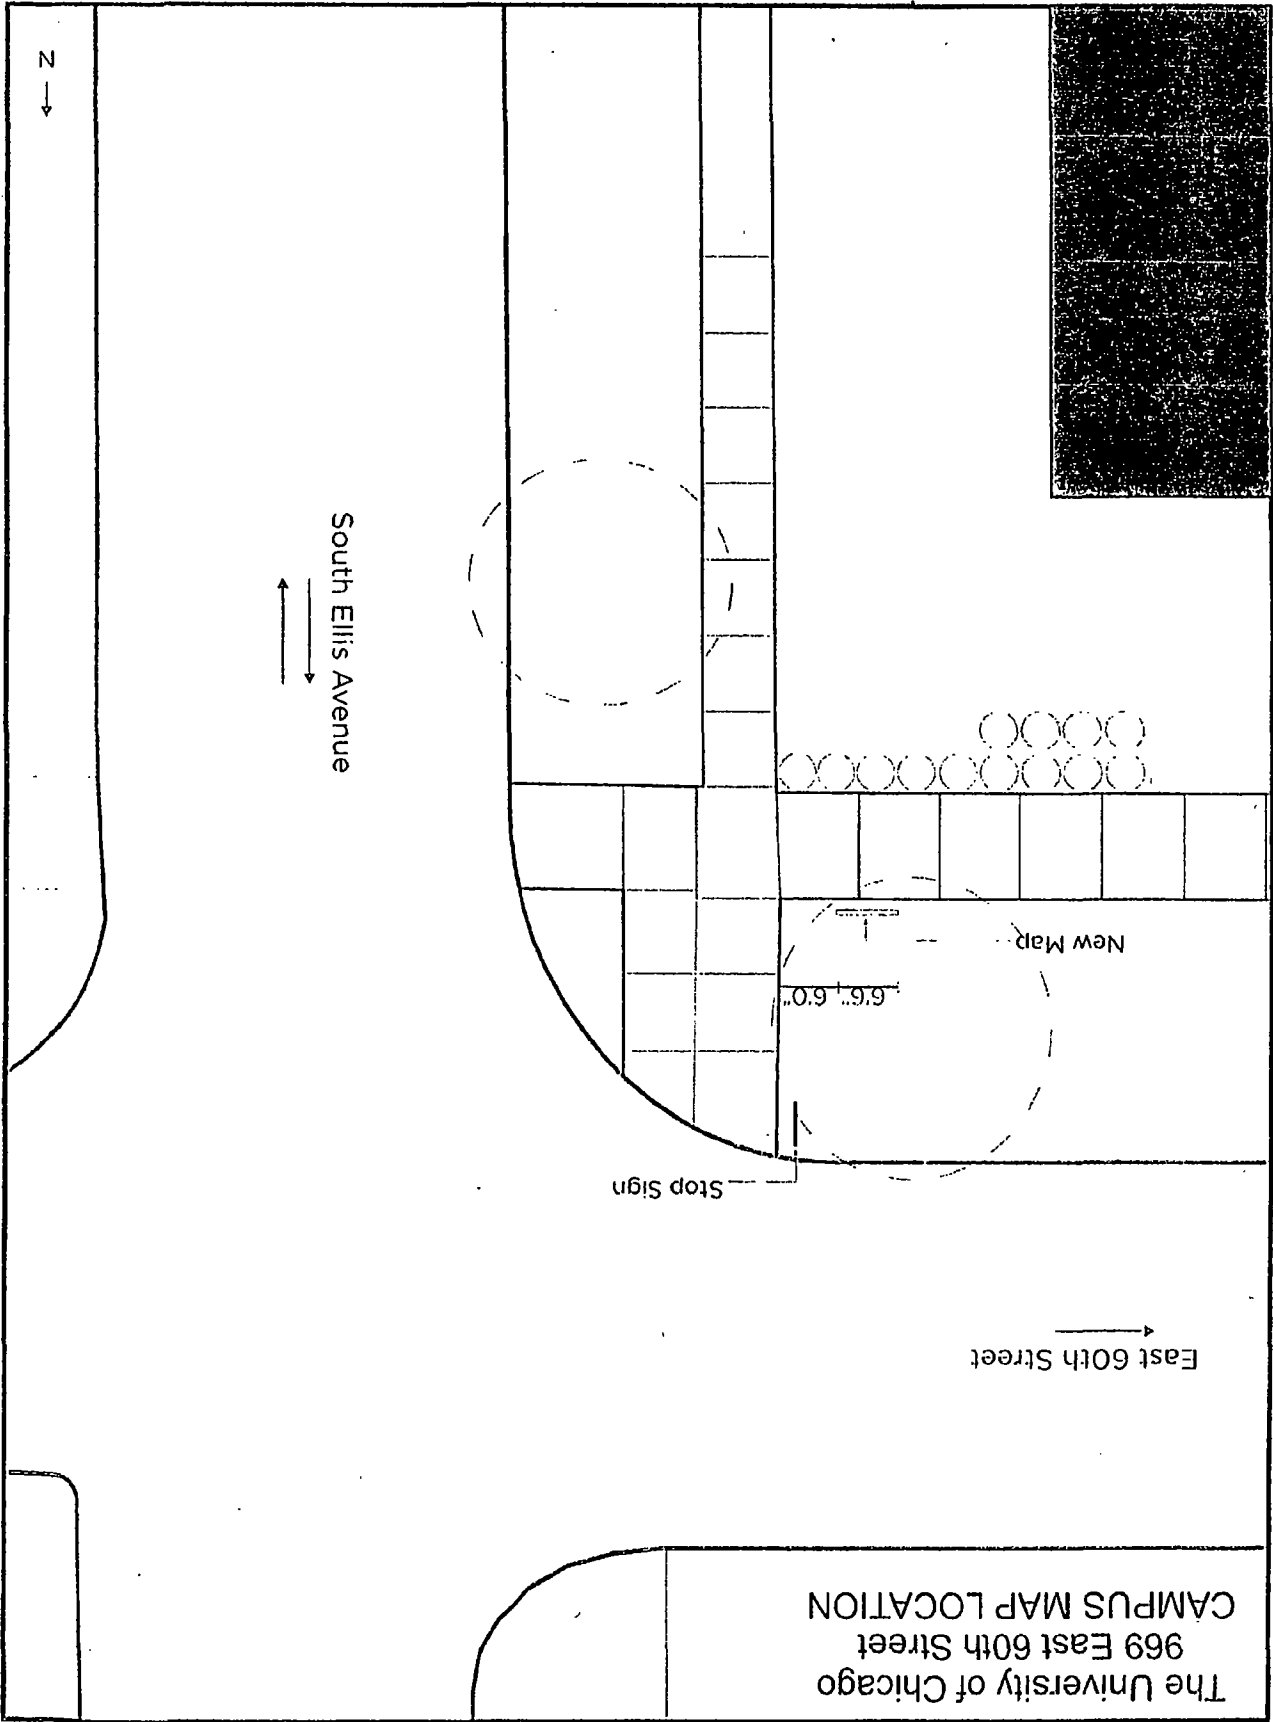 The University of Chicago
969 East 60th Street
CAMPUS MAP LOCATION
East 60th Street
Stop Sign
6'6" 6'0"
New Map
South Ellis Avenue
N